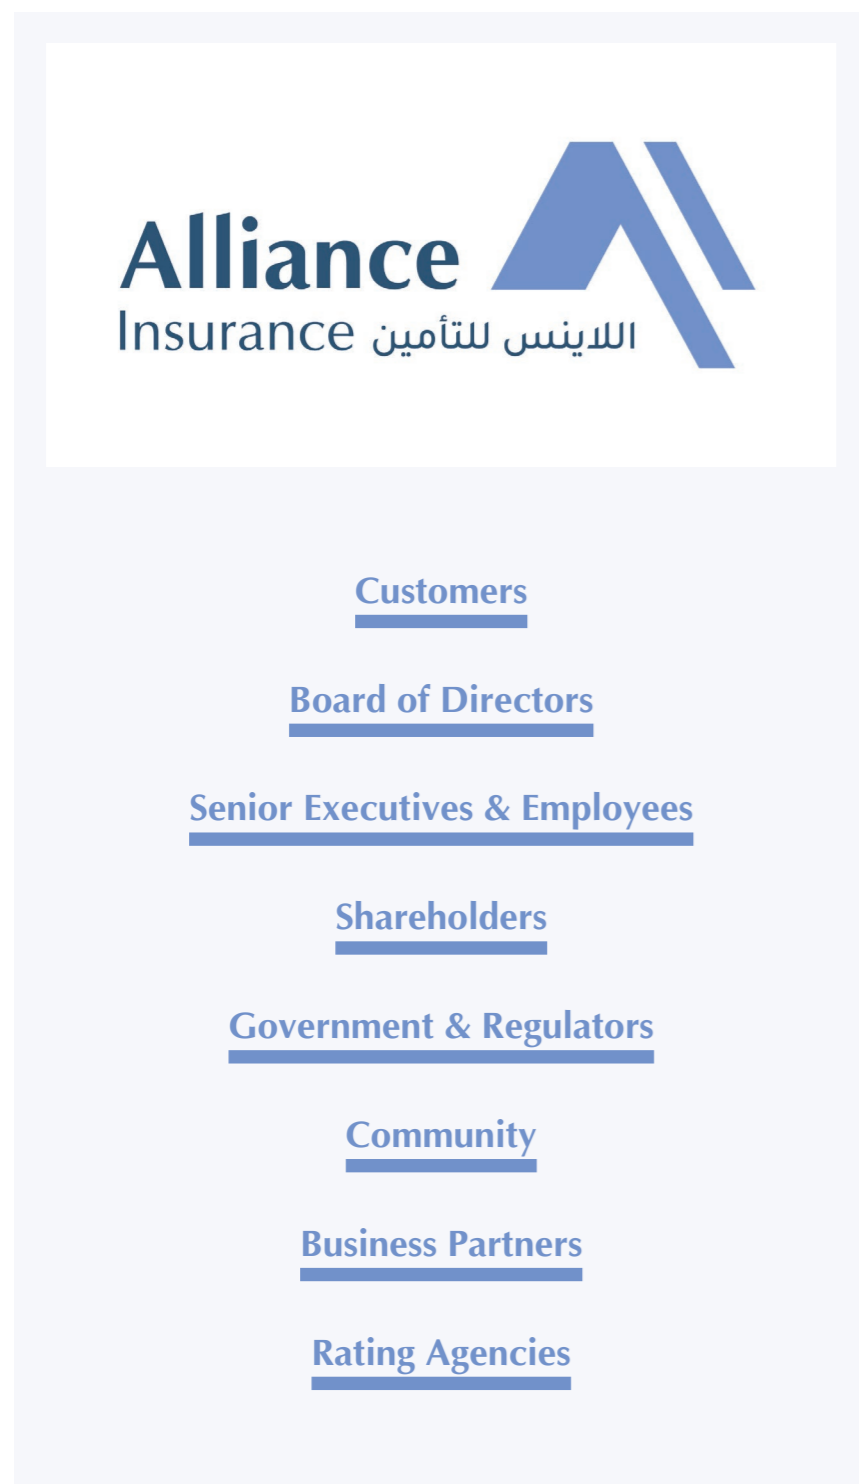 Alliance
Insurance اللاينس للتأمين
Customers
Board of Directors
Senior Executives & Employees
Shareholders
Government & Regulators
Community
Business Partners
Rating Agencies